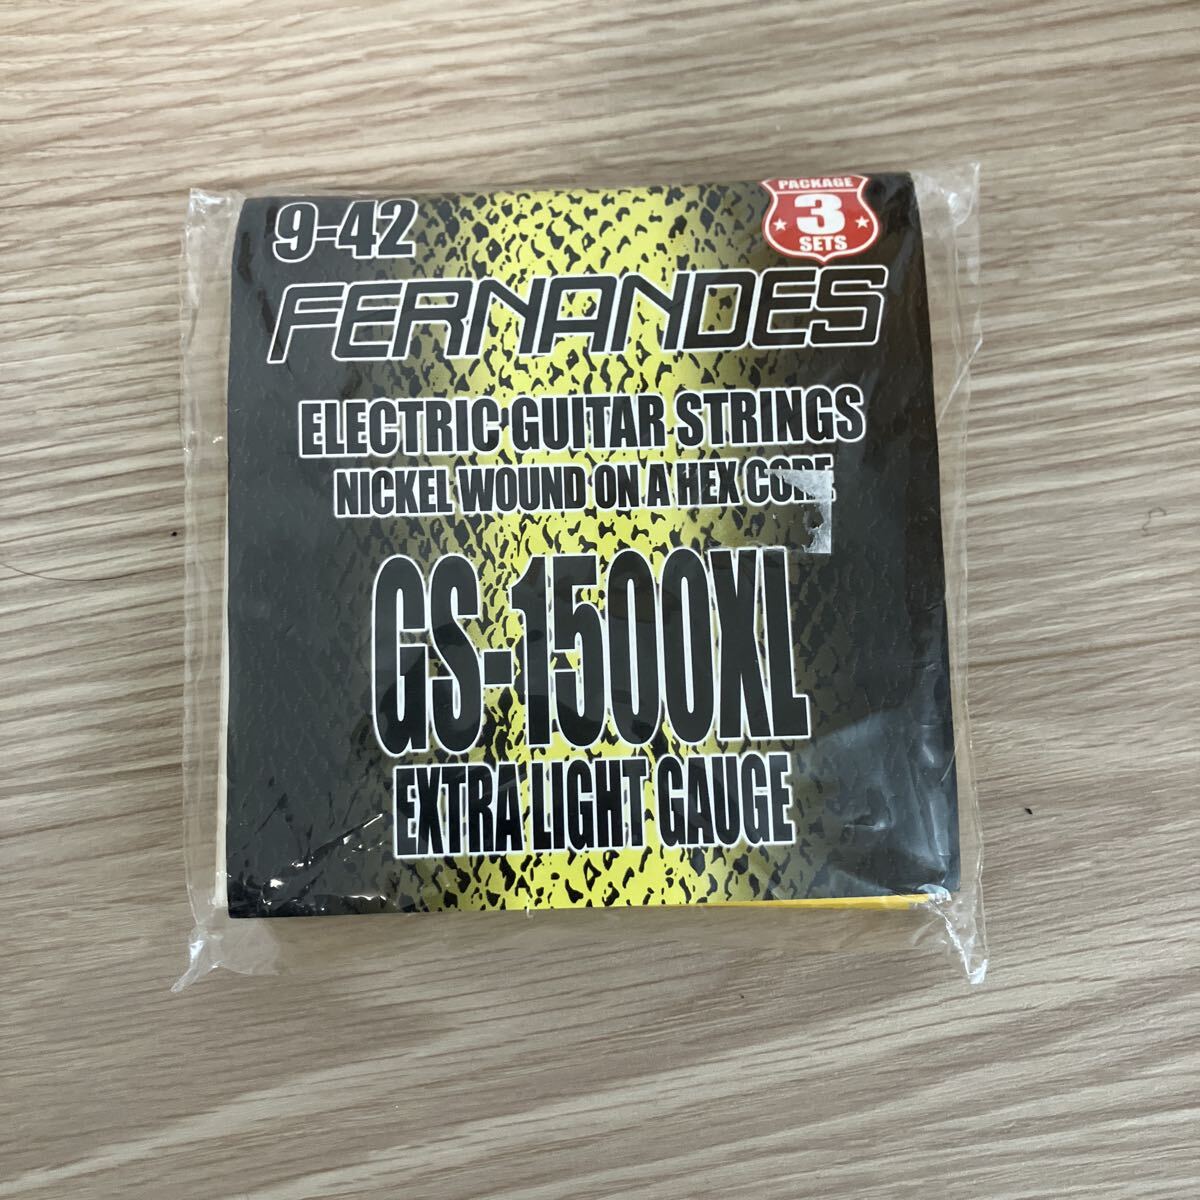 9-42
PACKAGE
3
SETS
FERNANDES
ELECTRIC GUITAR STRINGS
NICKEL WOUND ON A HEX CORE
GS-1500XL
EXTRA LIGHT GAUGE